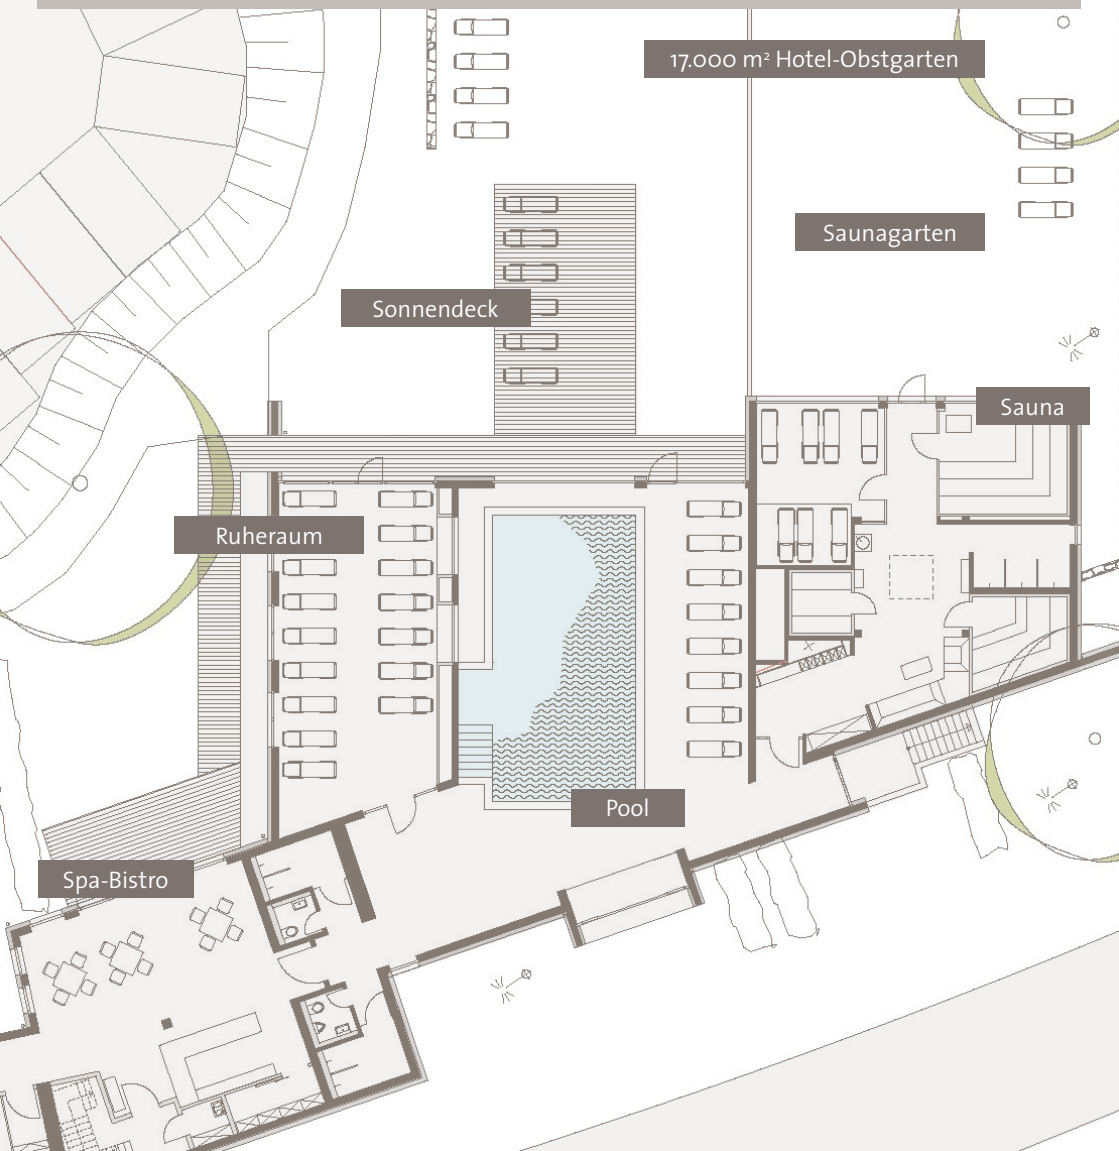 17.000 m² Hotel-Obstgarten
Saunagarten
Sonnendeck
Sauna
Ruheraum
Pool
Spa-Bistro